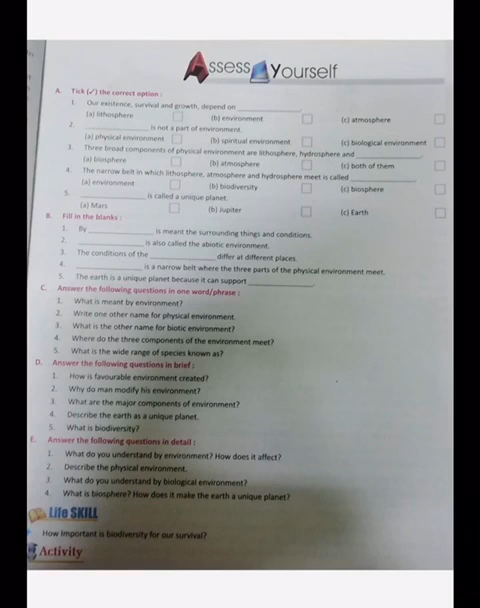 Assess Yourself
A. Tick (✓) the correct option :
1. Our existence, survival and growth, depend on ____________.
(a) lithosphere (b) environment (c) atmosphere
2. ____________ is not a part of environment.
(a) physical environment (b) spiritual environment (c) biological environment
3. Three broad components of physical environment are lithosphere, hydrosphere and ____________
(a) biosphere (b) atmosphere (c) both of them
4. The narrow belt in which lithosphere, atmosphere and hydrosphere meet is called ____________
(a) environment (b) biodiversity (c) biosphere
5. ____________ is called a unique planet.
(a) Mars (b) Jupiter (c) Earth
B. Fill in the blanks :
1. By ____________ is meant the surrounding things and conditions.
2. ____________ is also called the abiotic environment.
3. The conditions of the ____________ differ at different places.
4. ____________ is a narrow belt where the three parts of the physical environment meet.
5. The earth is a unique planet because it can support ____________.
C. Answer the following questions in one word/phrase :
1. What is meant by environment?
2. Write one other name for physical environment.
3. What is the other name for biotic environment?
4. Where do the three components of the environment meet?
5. What is the wide range of species known as?
D. Answer the following questions in brief :
1. How is favourable environment created?
2. Why do man modify his environment?
3. What are the major components of environment?
4. Describe the earth as a unique planet.
5. What is biodiversity?
E. Answer the following questions in detail :
1. What do you understand by environment? How does it affect?
2. Describe the physical environment.
3. What do you understand by biological environment?
4. What is biosphere? How does it make the earth a unique planet?
Life SKILL
How important is biodiversity for our survival?
Activity